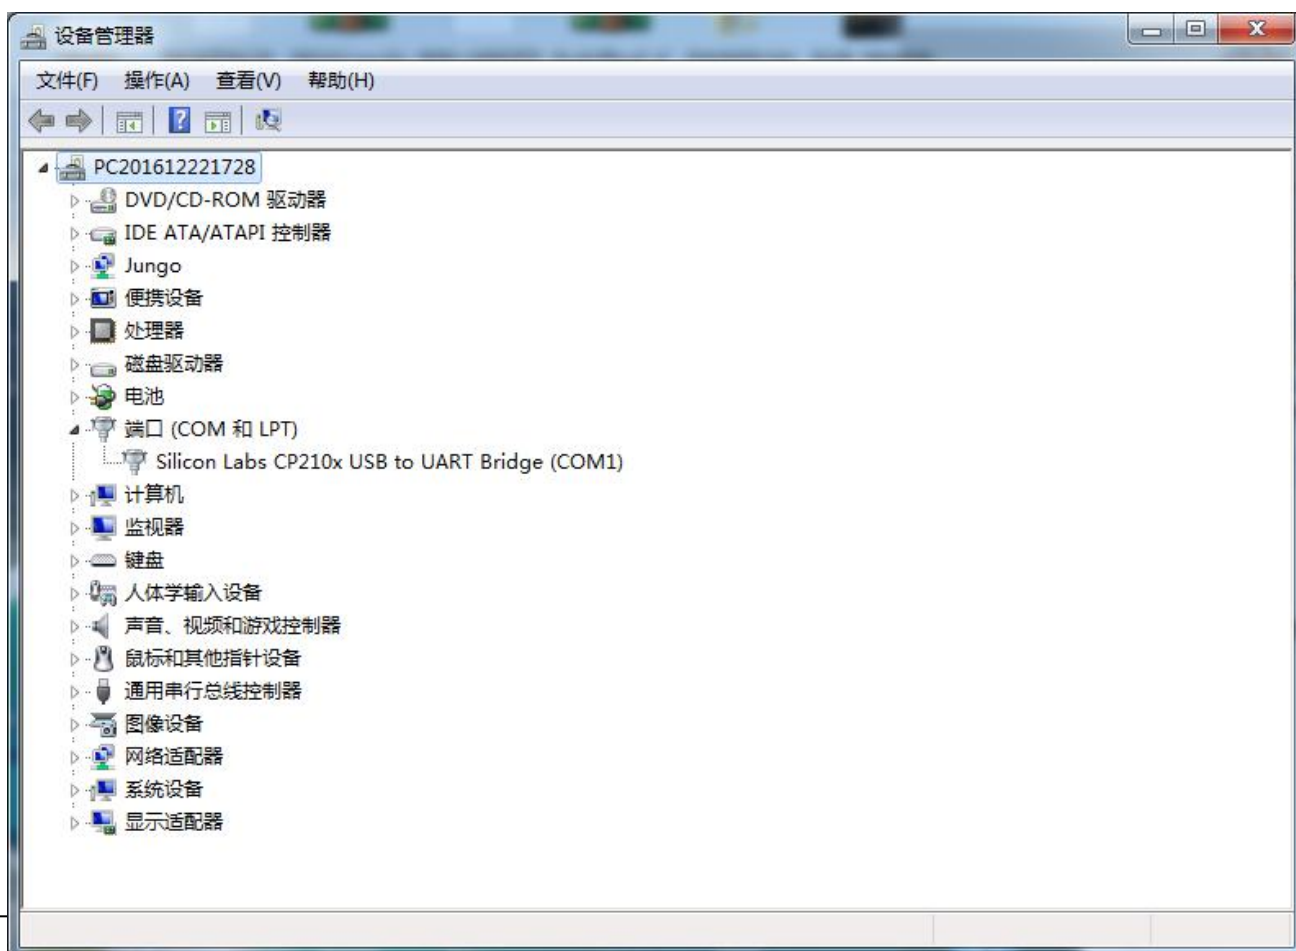 设备管理器
文件(F) 操作(A) 查看(V) 帮助(H)
PC201612221728
DVD/CD-ROM 驱动器
IDE ATA/ATAPI 控制器
Jungo
便携设备
处理器
磁盘驱动器
电池
端口 (COM 和 LPT)
Silicon Labs CP210x USB to UART Bridge (COM1)
计算机
监视器
键盘
人体学输入设备
声音、视频和游戏控制器
鼠标和其他指针设备
通用串行总线控制器
图像设备
网络适配器
系统设备
显示适配器